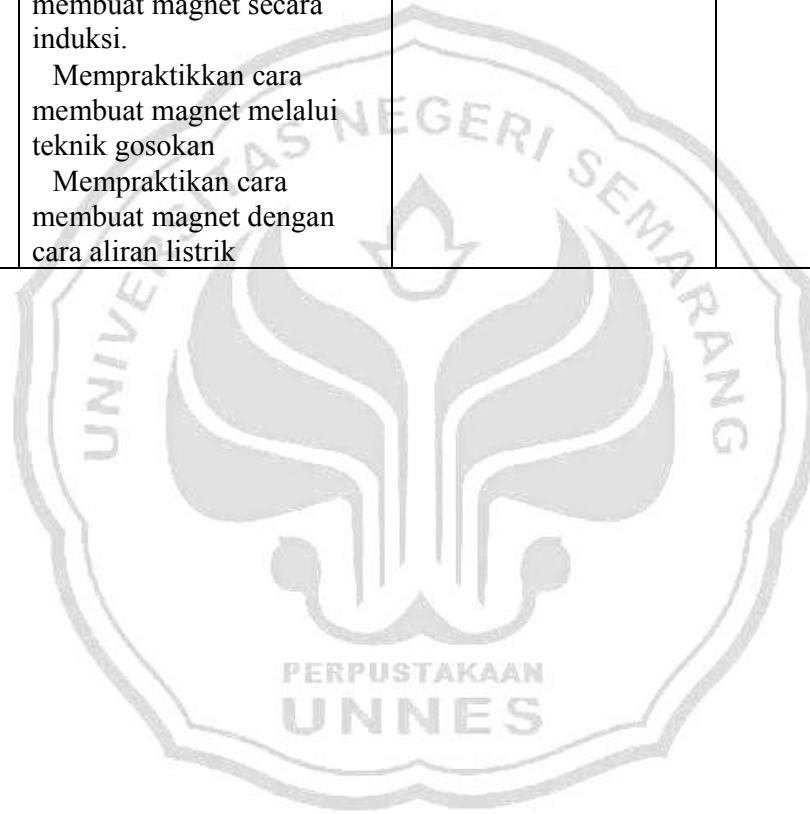 membuat magnet secara
induksi.
Mempraktikkan cara
membuat magnet melalui
teknik gosokan
Mempraktikan cara
membuat magnet dengan
cara aliran listrik
UNIVERSITAS NEGERI SEMARANG
PERPUSTAKAAN
UNNES